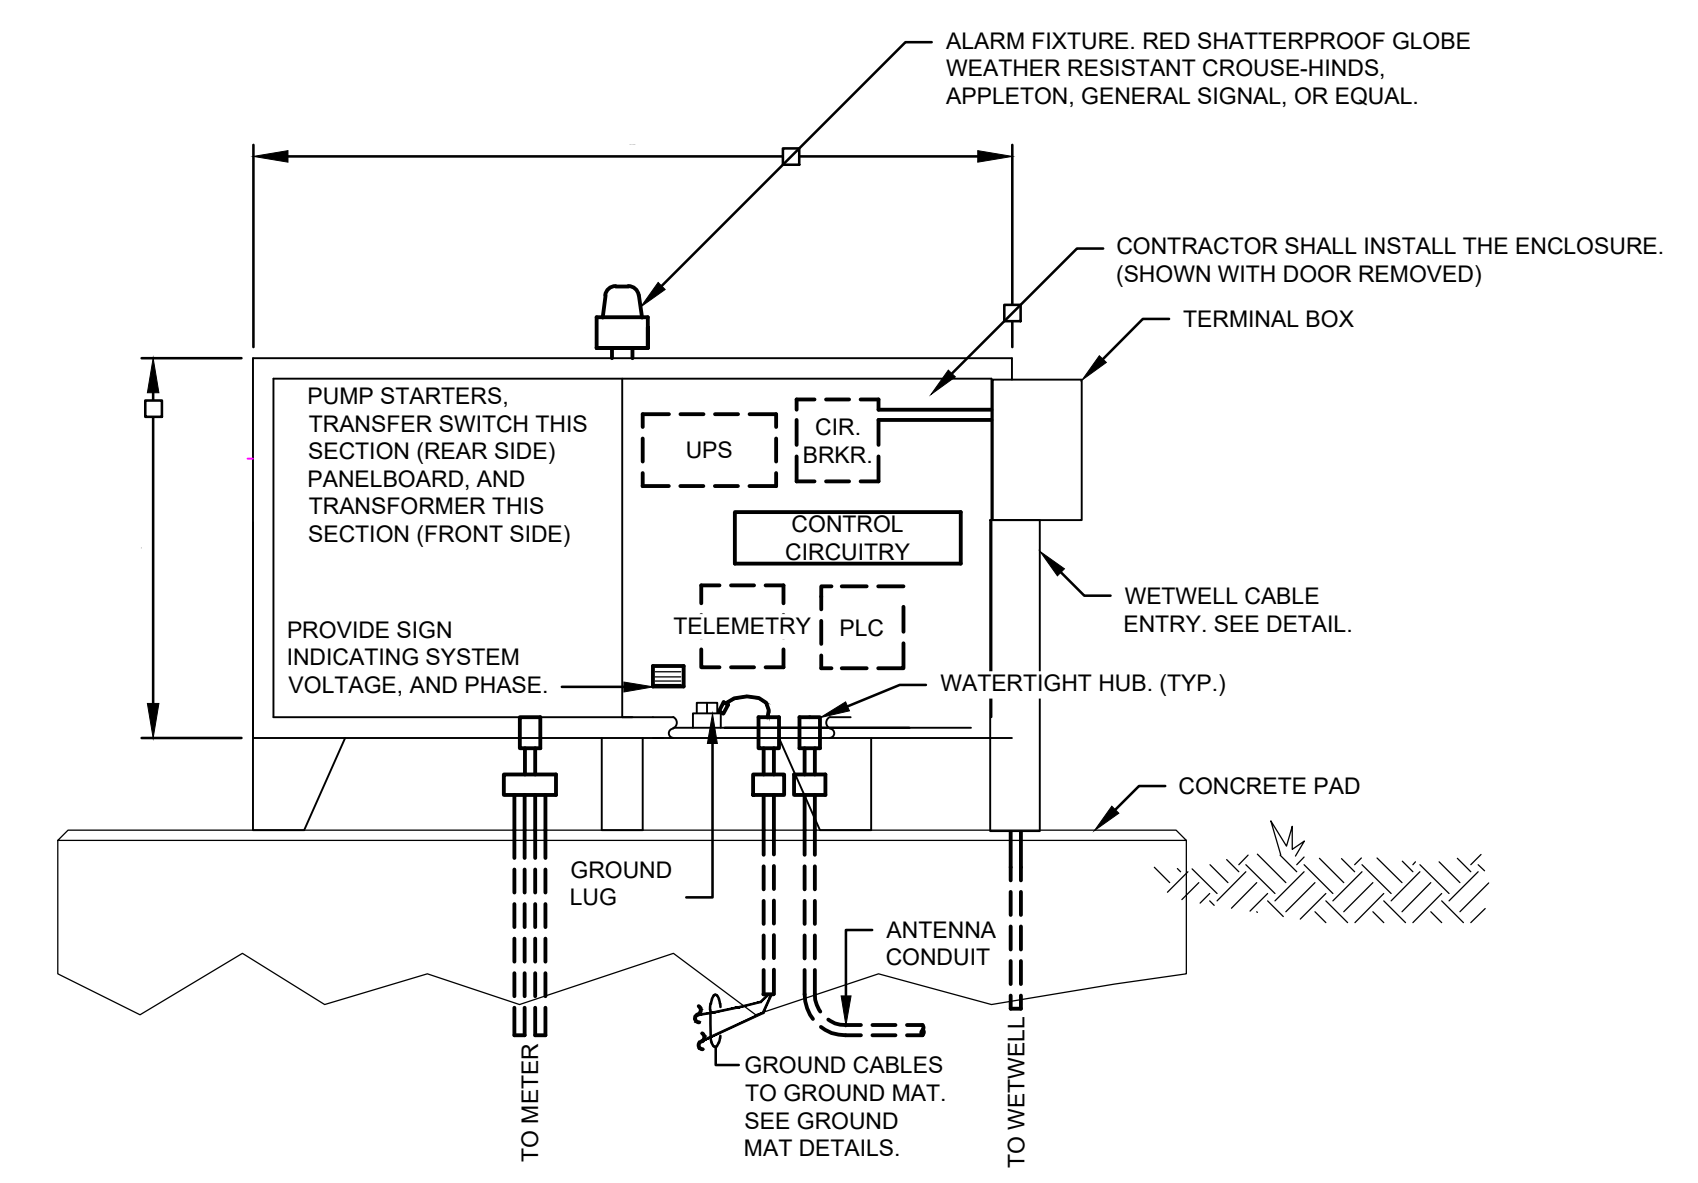 ALARM FIXTURE. RED SHATTERPROOF GLOBE
WEATHER RESISTANT CROUSE-HINDS,
APPLETON, GENERAL SIGNAL, OR EQUAL.
CONTRACTOR SHALL INSTALL THE ENCLOSURE.
(SHOWN WITH DOOR REMOVED)
TERMINAL BOX
PUMP STARTERS,
TRANSFER SWITCH THIS
SECTION (REAR SIDE)
PANELBOARD, AND
TRANSFORMER THIS
SECTION (FRONT SIDE)
UPS
CIR.
BRKR.
CONTROL
CIRCUITRY
TELEMETRY
PLC
WETWELL CABLE
ENTRY. SEE DETAIL.
PROVIDE SIGN
INDICATING SYSTEM
VOLTAGE, AND PHASE.
WATERTIGHT HUB. (TYP.)
CONCRETE PAD
GROUND
LUG
ANTENNA
CONDUIT
TO METER
GROUND CABLES
TO GROUND MAT.
SEE GROUND
MAT DETAILS.
TO WETWELL